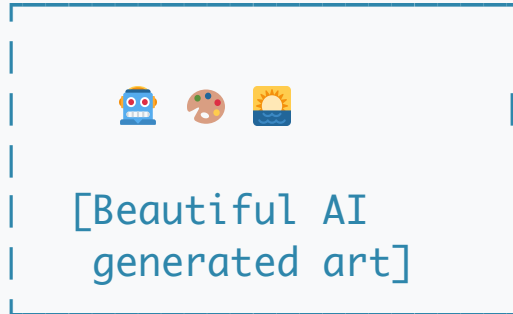 🤖 🎨 🌅
[Beautiful AI
generated art]